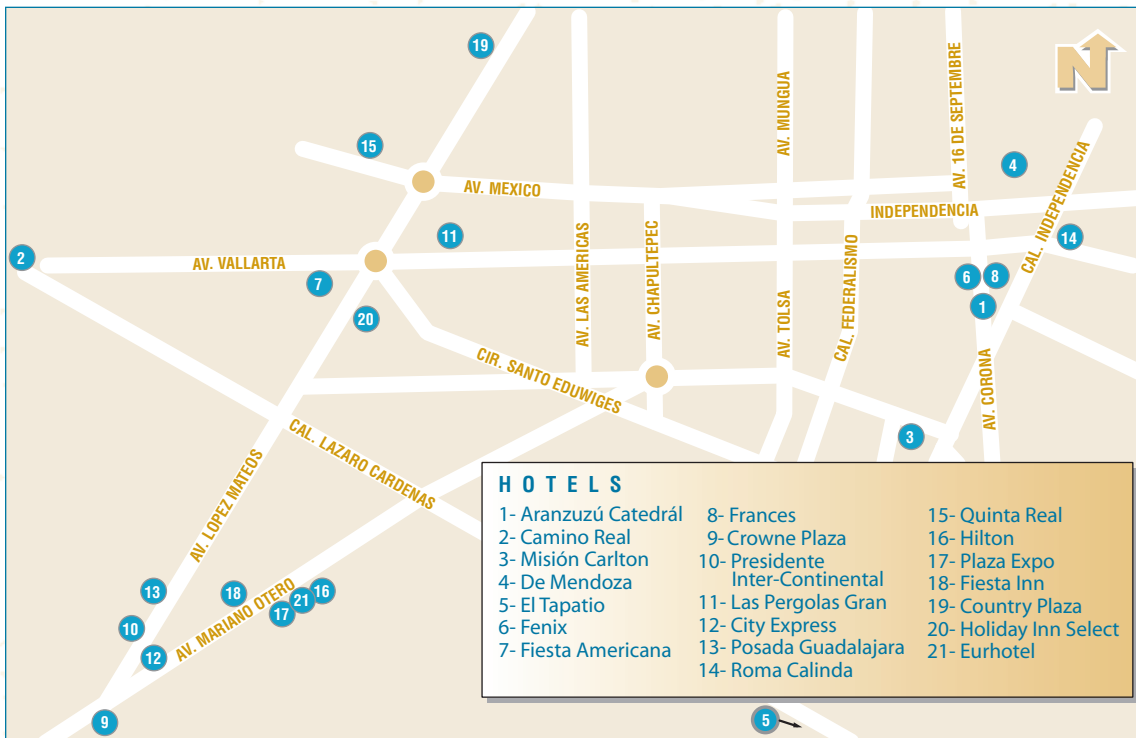 19
N
AV. 16 DE SEPTEMBRE
AV. MUNGUA
15
4
CAL. INDEPENDENCIA
AV. MEXICO
INDEPENDENCIA
11
14
2
AV. VALLARTA
AV. LAS AMERICAS
AV. CHAPULTEPEC
AV. TOLSA
CAL. FEDERALISMO
7
6
8
1
20
CIR. SANTO EDUWIGES
AV. CORONA
3
CAL. LAZARO CARDENAS
AV. LOPEZ MATEOS
13
18
16
21
17
10
AV. MARIANO OTERO
12
9
HOTELS
1- Aranzuzú Catedrál
2- Camino Real
3- Misión Carlton
4- De Mendoza
5- El Tapatio
6- Fenix
7- Fiesta Americana
8- Frances
9- Crowne Plaza
10- Presidente
Inter-Continental
11- Las Pergolas Gran
12- City Express
13- Posada Guadalajara
14- Roma Calinda
15- Quinta Real
16- Hilton
17- Plaza Expo
18- Fiesta Inn
19- Country Plaza
20- Holiday Inn Select
21- Eurhotel
5